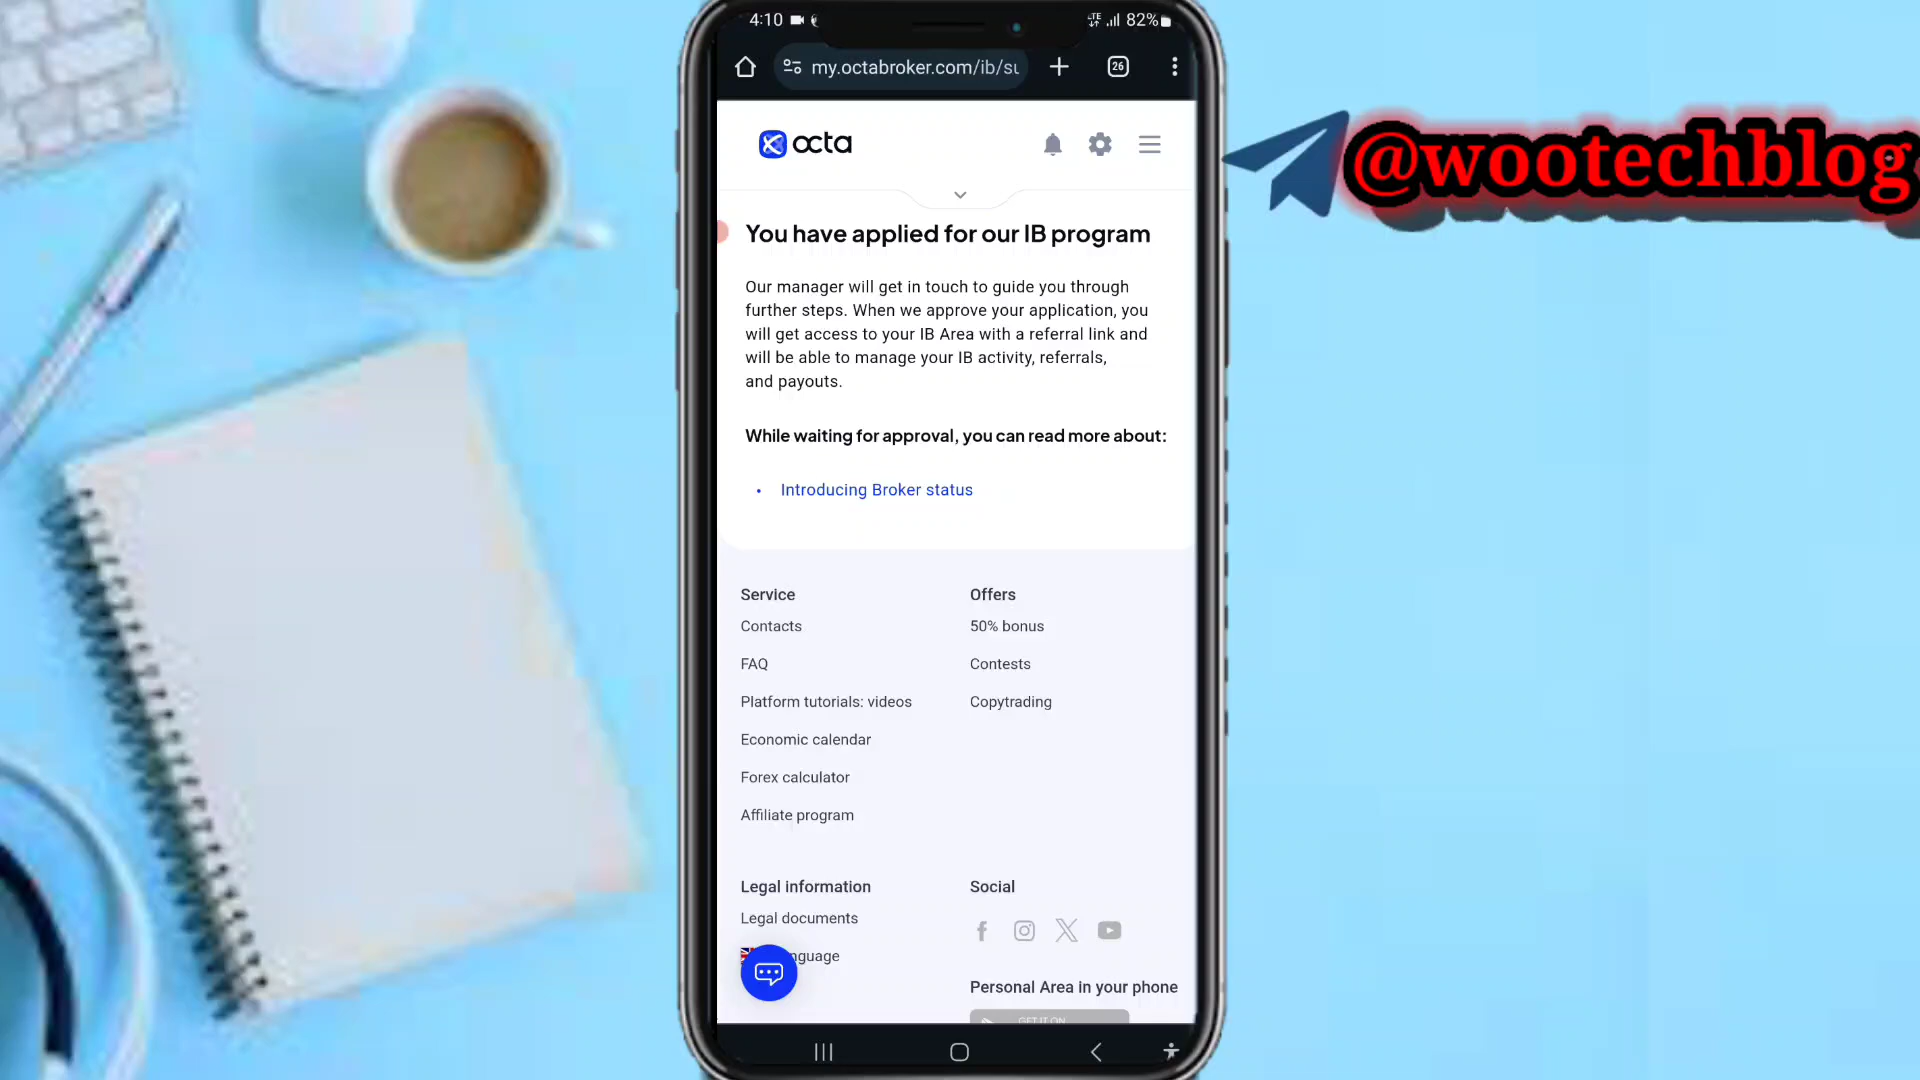 4:10
LTE
82%
my.octabroker.com/ib/su
26
octa
@wootechblog
You have applied for our IB program
Our manager will get in touch to guide you through
further steps. When we approve your application, you
will get access to your IB Area with a referral link and
will be able to manage your IB activity, referrals,
and payouts.
While waiting for approval, you can read more about:
• Introducing Broker status
Service
Contacts
FAQ
Platform tutorials: videos
Economic calendar
Forex calculator
Affiliate program
Offers
50% bonus
Contests
Copytrading
Legal information
Legal documents
nguage
Social
Personal Area in your phone
GET IT ON